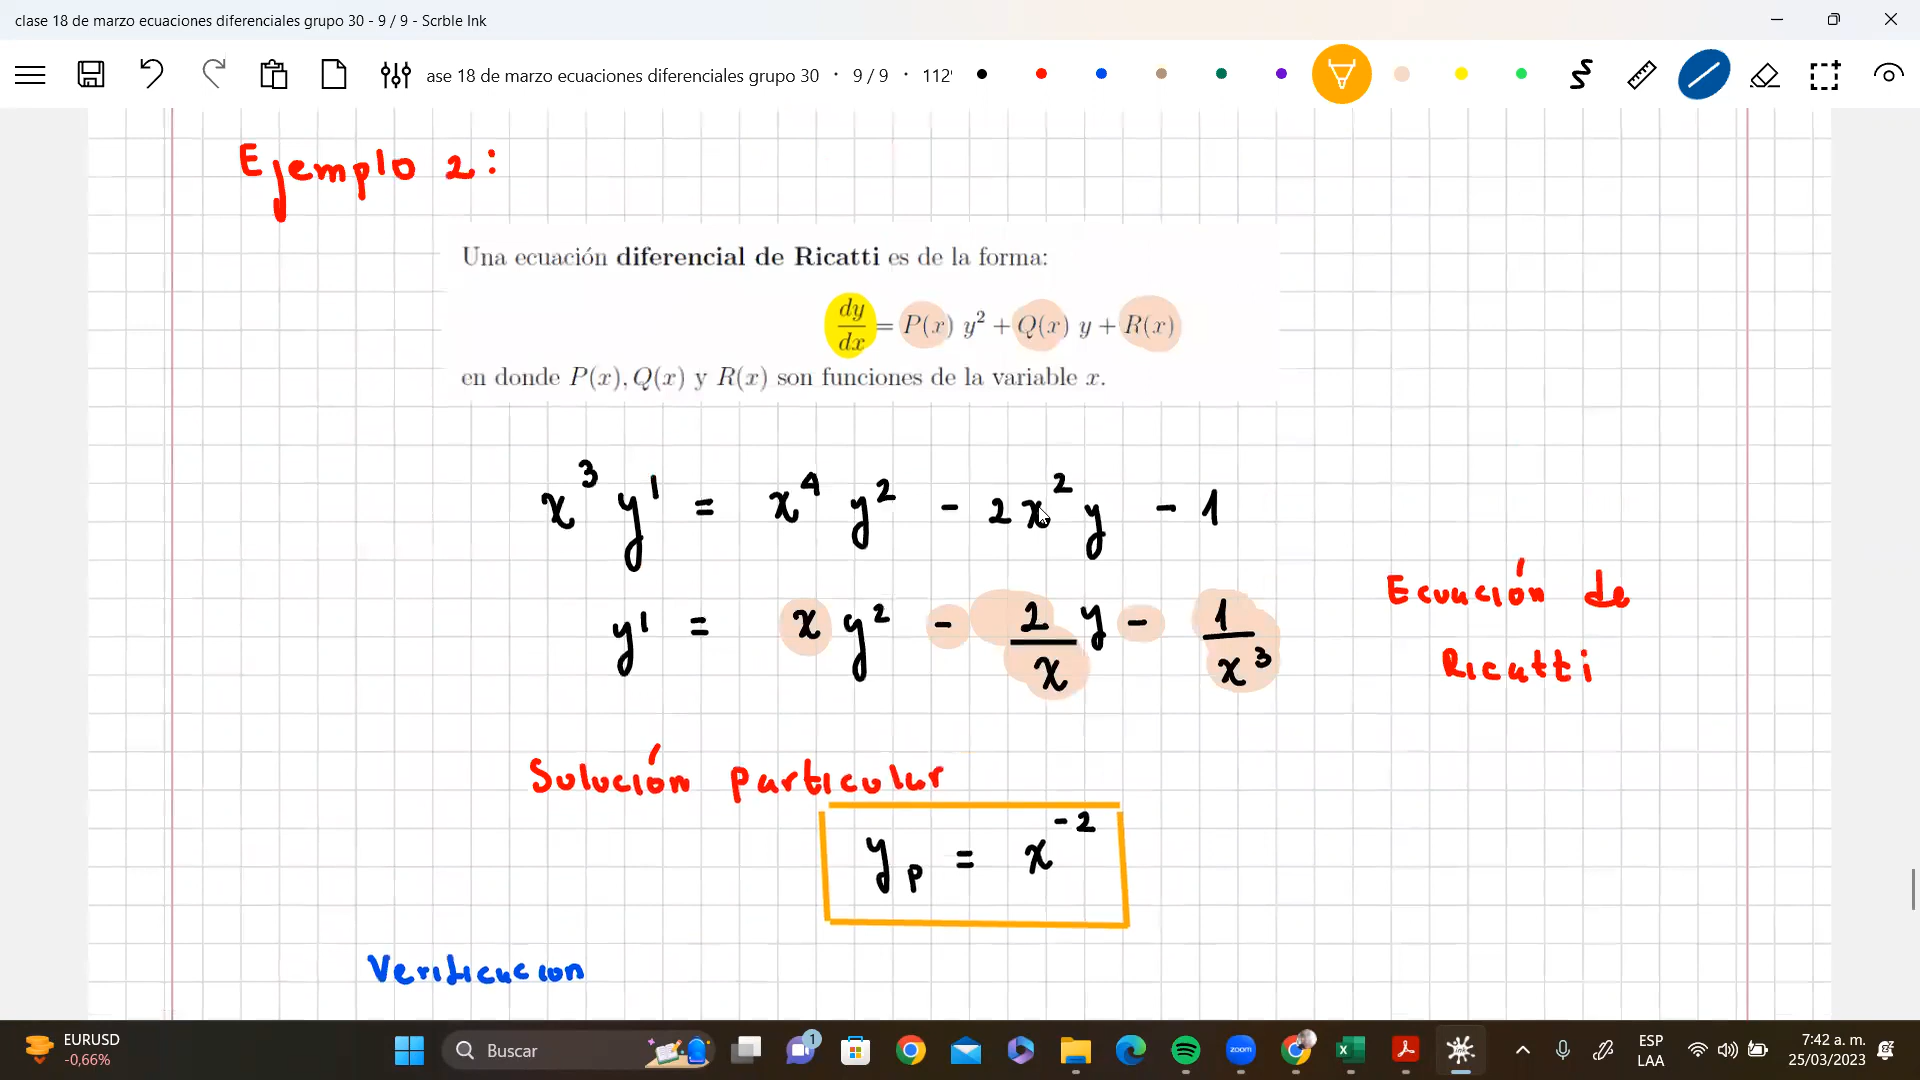 clase 18 de marzo ecuaciones diferenciales grupo 30 - 9 / 9 - Scrble Ink
ase 18 de marzo ecuaciones diferenciales grupo 30 · 9 / 9 · 112
Ejemplo 2:
Una ecuación diferencial de Ricatti es de la forma:
dy/dx = P(x) y² + Q(x) y + R(x)
en donde P(x), Q(x) y R(x) son funciones de la variable x.
x³ y' = x⁴ y² - 2x² y - 1
y' = x y² - 2/x y - 1/x³
Ecuación de
Ricatti
Solución particular
y_p = x⁻²
Verificacion
EURUSD
-0,66%
Buscar
1
zoom
ESP
LAA
7:42 a. m.
25/03/2023